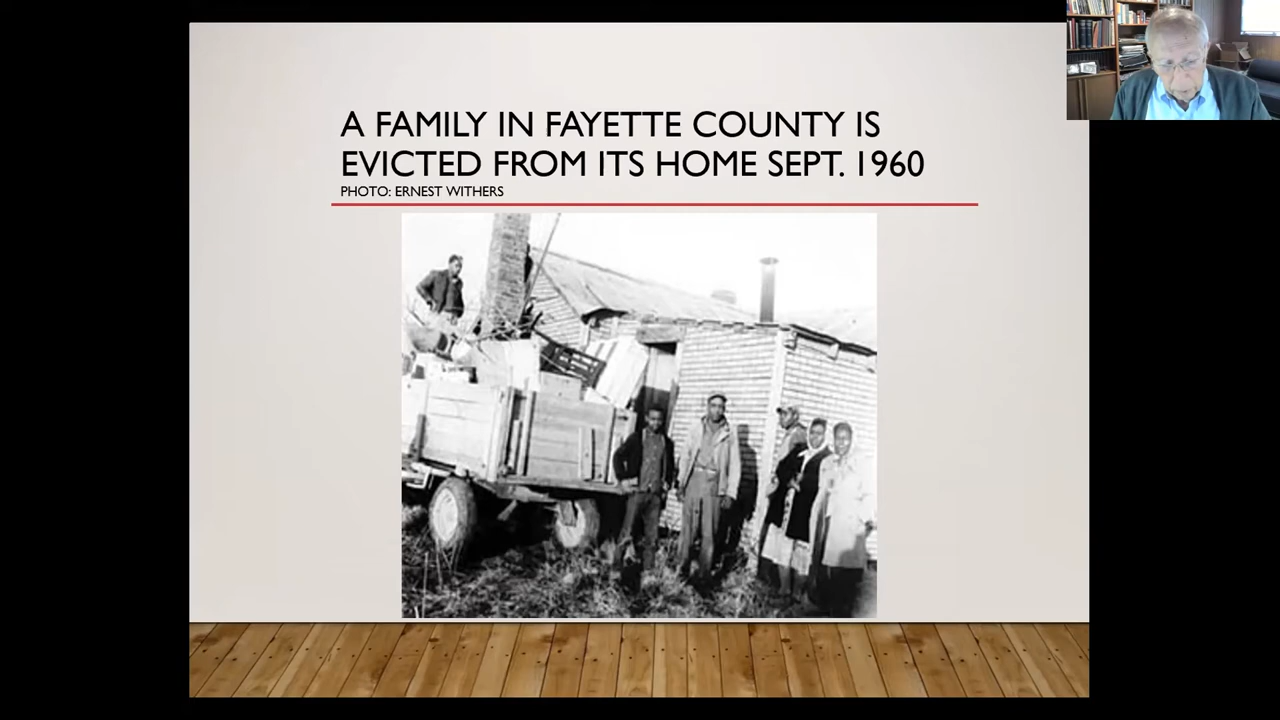 A FAMILY IN FAYETTE COUNTY IS
EVICTED FROM ITS HOME SEPT. 1960
PHOTO: ERNEST WITHERS